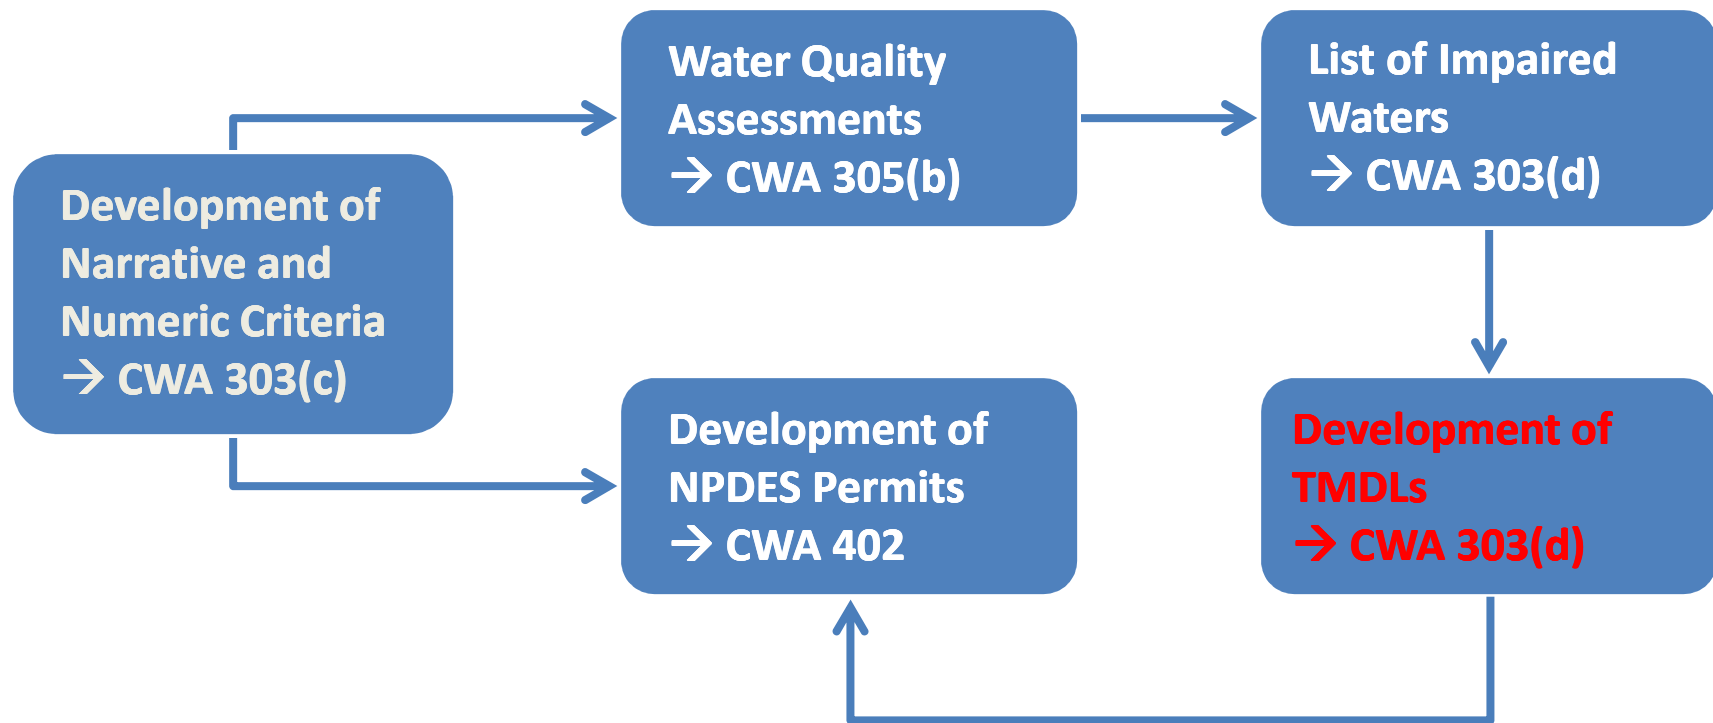 Development of
Narrative and
Numeric Criteria
→ CWA 303(c)
Water Quality
Assessments
→ CWA 305(b)
List of Impaired
Waters
→ CWA 303(d)
Development of
NPDES Permits
→ CWA 402
Development of
TMDLs
→ CWA 303(d)